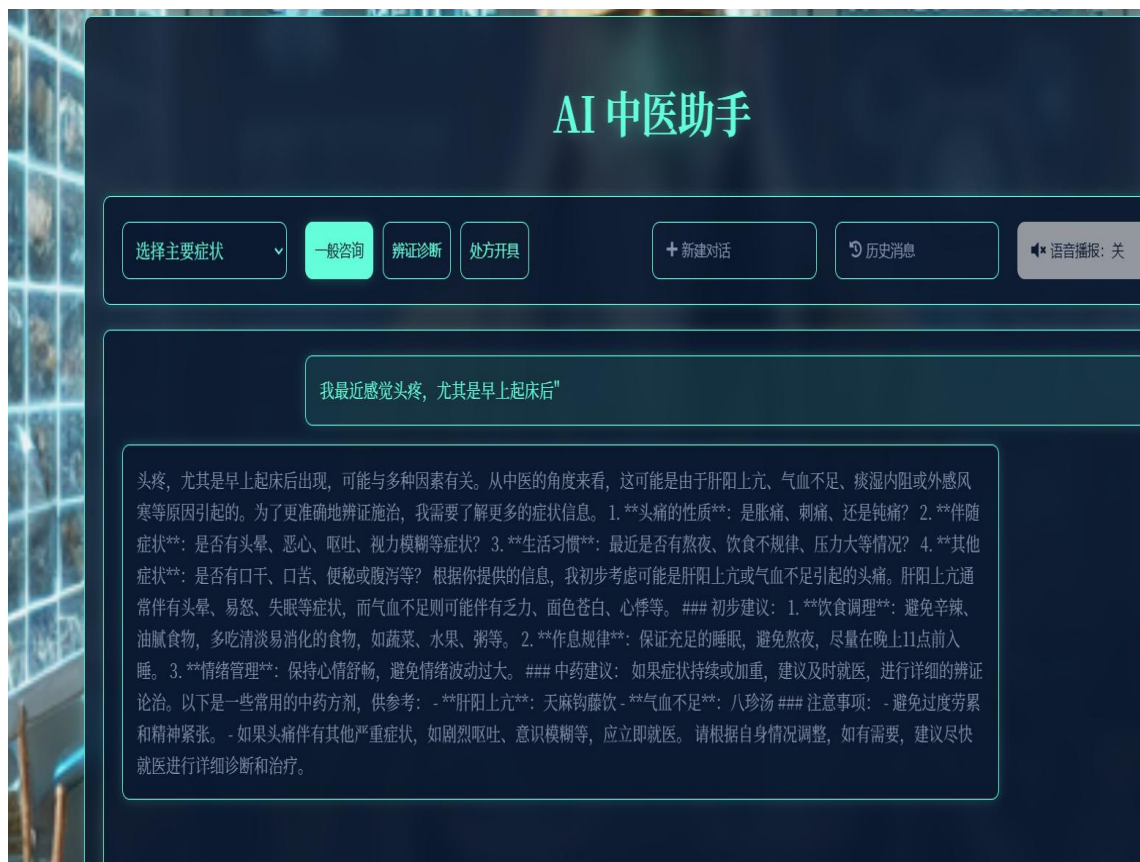 AI 中医助手
选择主要症状 一般咨询 辨证诊断 处方开具 新建对话 历史消息 语音播报：关
我最近感觉头疼，尤其是早上起床后"
头疼，尤其是早上起床后出现，可能与多种因素有关。从中医的角度来看，这可能是由于肝阳上亢、气血不足、痰湿内阻或外感风
寒等原因引起的。为了更准确地辨证施治，我需要了解更多的症状信息。 1. **头痛的性质**：是胀痛、刺痛、还是钝痛？ 2. **伴随
症状**：是否有头晕、恶心、呕吐、视力模糊等症状？ 3. **生活习惯**：最近是否有熬夜、饮食不规律、压力大等情况？ 4. **其他
症状**：是否有口干、口苦、便秘或腹泻等？ 根据你提供的信息，我初步考虑可能是肝阳上亢或气血不足引起的头痛。肝阳上亢通
常伴有头晕、易怒、失眠等症状，而气血不足则可能伴有乏力、面色苍白、心悸等。 ### 初步建议： 1. **饮食调理**：避免辛辣、
油腻食物，多吃清淡易消化的食物，如蔬菜、水果、粥等。 2. **作息规律**：保证充足的睡眠，避免熬夜，尽量在晚上11点前入
睡。 3. **情绪管理**：保持心情舒畅，避免情绪波动过大。 ### 中药建议： 如果症状持续或加重，建议及时就医，进行详细的辨证
论治。以下是一些常用的中药方剂，供参考： - **肝阳上亢**：天麻钩藤饮 - **气血不足**：八珍汤 ### 注意事项： - 避免过度劳累
和精神紧张。 - 如果头痛伴有其他严重症状，如剧烈呕吐、意识模糊等，应立即就医。 请根据自身情况调整，如有需要，建议尽快
就医进行详细诊断和治疗。